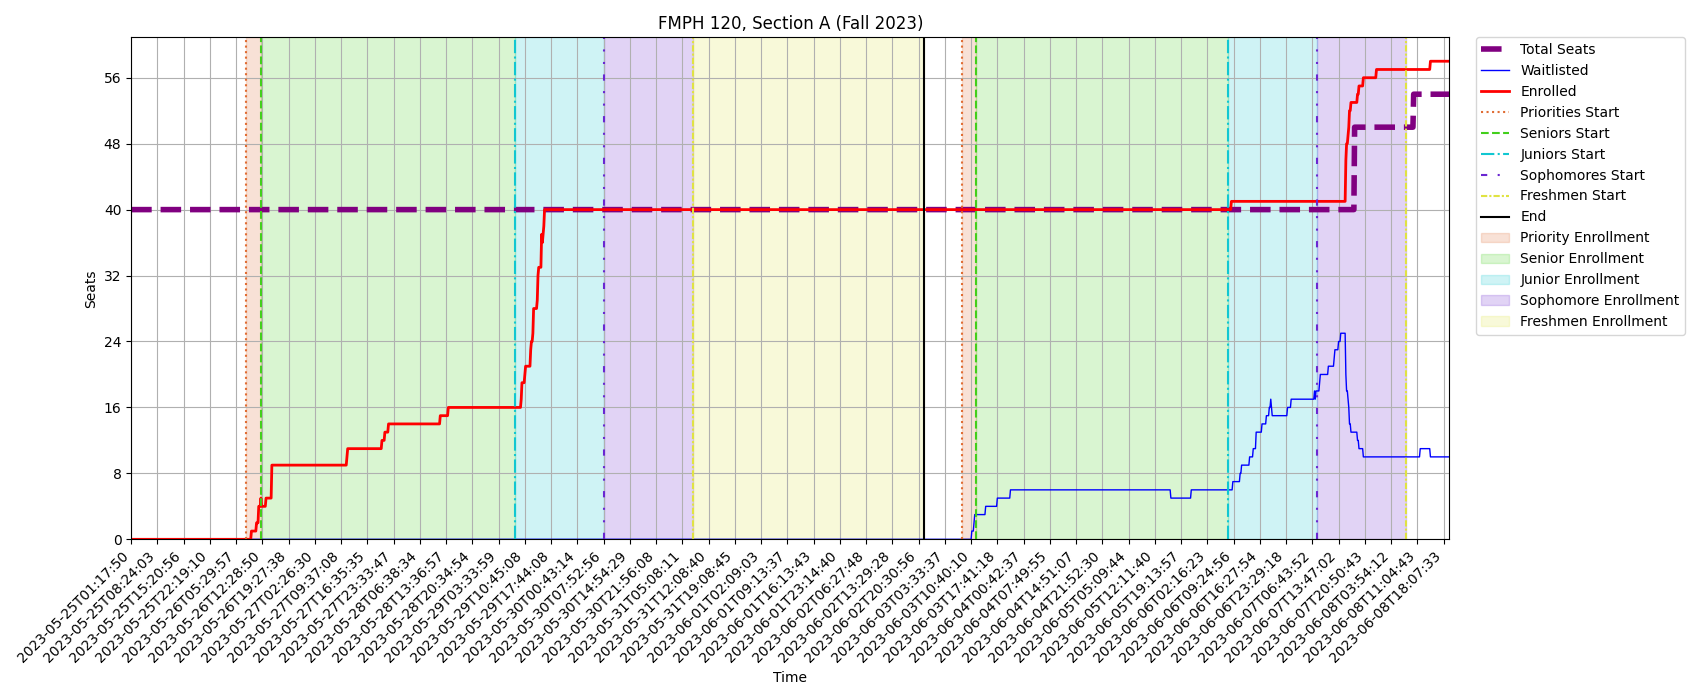 FMPH 120, Section A (Fall 2023)
Seats
56
48
40
32
24
16
8
0
2023-05-25T01:17:50
2023-05-25T08:24:03
2023-05-25T15:20:56
2023-05-25T22:19:10
2023-05-26T05:29:57
2023-05-26T12:28:50
2023-05-26T19:27:38
2023-05-27T02:26:30
2023-05-27T09:37:08
2023-05-27T16:35:35
2023-05-27T23:33:47
2023-05-28T06:38:34
2023-05-28T13:36:57
2023-05-28T20:34:54
2023-05-29T03:33:59
2023-05-29T10:45:08
2023-05-29T17:44:08
2023-05-30T00:43:14
2023-05-30T07:52:56
2023-05-30T14:54:29
2023-05-30T21:56:08
2023-05-31T05:08:11
2023-05-31T12:08:40
2023-05-31T19:08:45
2023-06-01T02:09:03
2023-06-01T09:13:37
2023-06-01T16:13:43
2023-06-01T23:14:40
2023-06-02T06:27:48
2023-06-02T13:29:28
2023-06-02T20:30:56
2023-06-03T03:33:37
2023-06-03T10:40:10
2023-06-03T17:41:18
2023-06-04T00:42:37
2023-06-04T07:49:55
2023-06-04T14:51:07
2023-06-04T21:52:30
2023-06-05T05:09:44
2023-06-05T12:11:40
2023-06-05T19:13:57
2023-06-06T02:16:23
2023-06-06T09:24:56
2023-06-06T16:27:54
2023-06-06T23:29:18
2023-06-07T06:43:52
2023-06-07T13:47:02
2023-06-07T20:50:43
2023-06-08T03:54:12
2023-06-08T11:04:43
2023-06-08T18:07:33
Time
Total Seats
Waitlisted
Enrolled
Priorities Start
Seniors Start
Juniors Start
Sophomores Start
Freshmen Start
End
Priority Enrollment
Senior Enrollment
Junior Enrollment
Sophomore Enrollment
Freshmen Enrollment